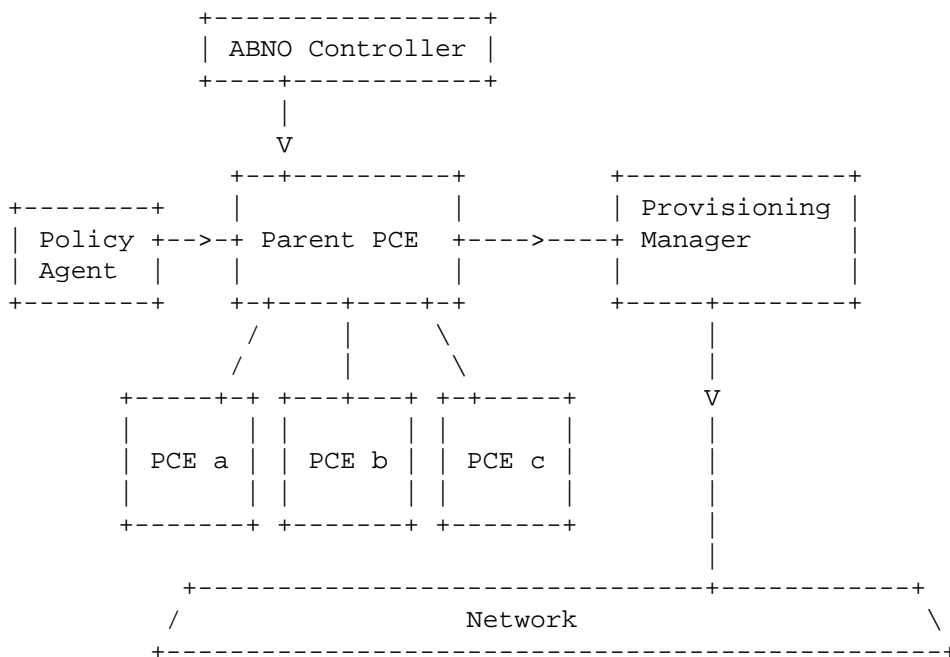 ABNO Controller
Provisioning
Policy Parent PCE Manager
Agent
PCE a PCE b PCE c
Network